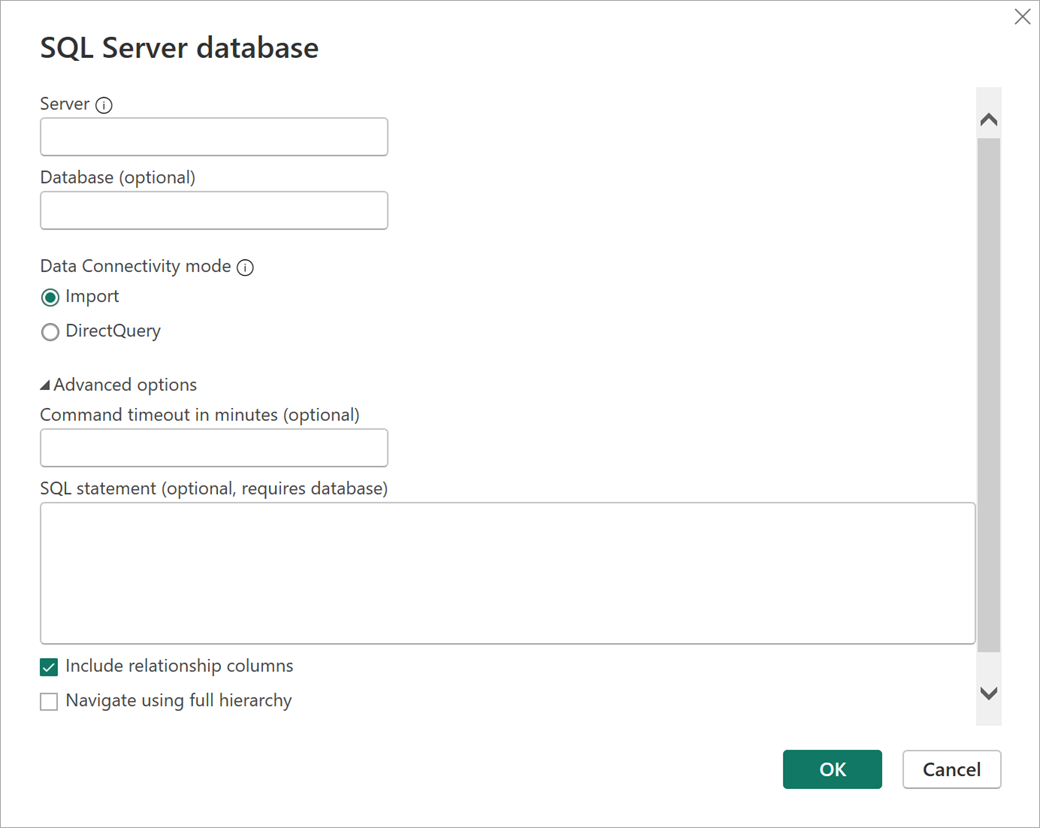 SQL Server database
Server
Database (optional)
Data Connectivity mode
Import
DirectQuery
Advanced options
Command timeout in minutes (optional)
SQL statement (optional, requires database)
Include relationship columns
Navigate using full hierarchy
OK
Cancel